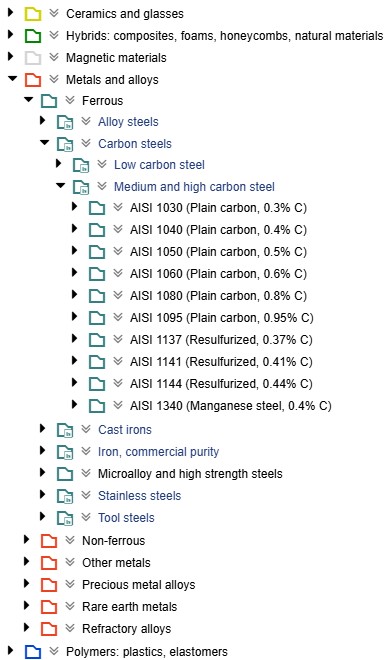 Ceramics and glasses
Hybrids: composites, foams, honeycombs, natural materials
Magnetic materials
Metals and alloys
Ferrous
Alloy steels
Carbon steels
Low carbon steel
Medium and high carbon steel
AISI 1030 (Plain carbon, 0.3% C)
AISI 1040 (Plain carbon, 0.4% C)
AISI 1050 (Plain carbon, 0.5% C)
AISI 1060 (Plain carbon, 0.6% C)
AISI 1080 (Plain carbon, 0.8% C)
AISI 1095 (Plain carbon, 0.95% C)
AISI 1137 (Resulfurized, 0.37% C)
AISI 1141 (Resulfurized, 0.41% C)
AISI 1144 (Resulfurized, 0.44% C)
AISI 1340 (Manganese steel, 0.4% C)
Cast irons
Iron, commercial purity
Microalloy and high strength steels
Stainless steels
Tool steels
Non-ferrous
Other metals
Precious metal alloys
Rare earth metals
Refractory alloys
Polymers: plastics, elastomers